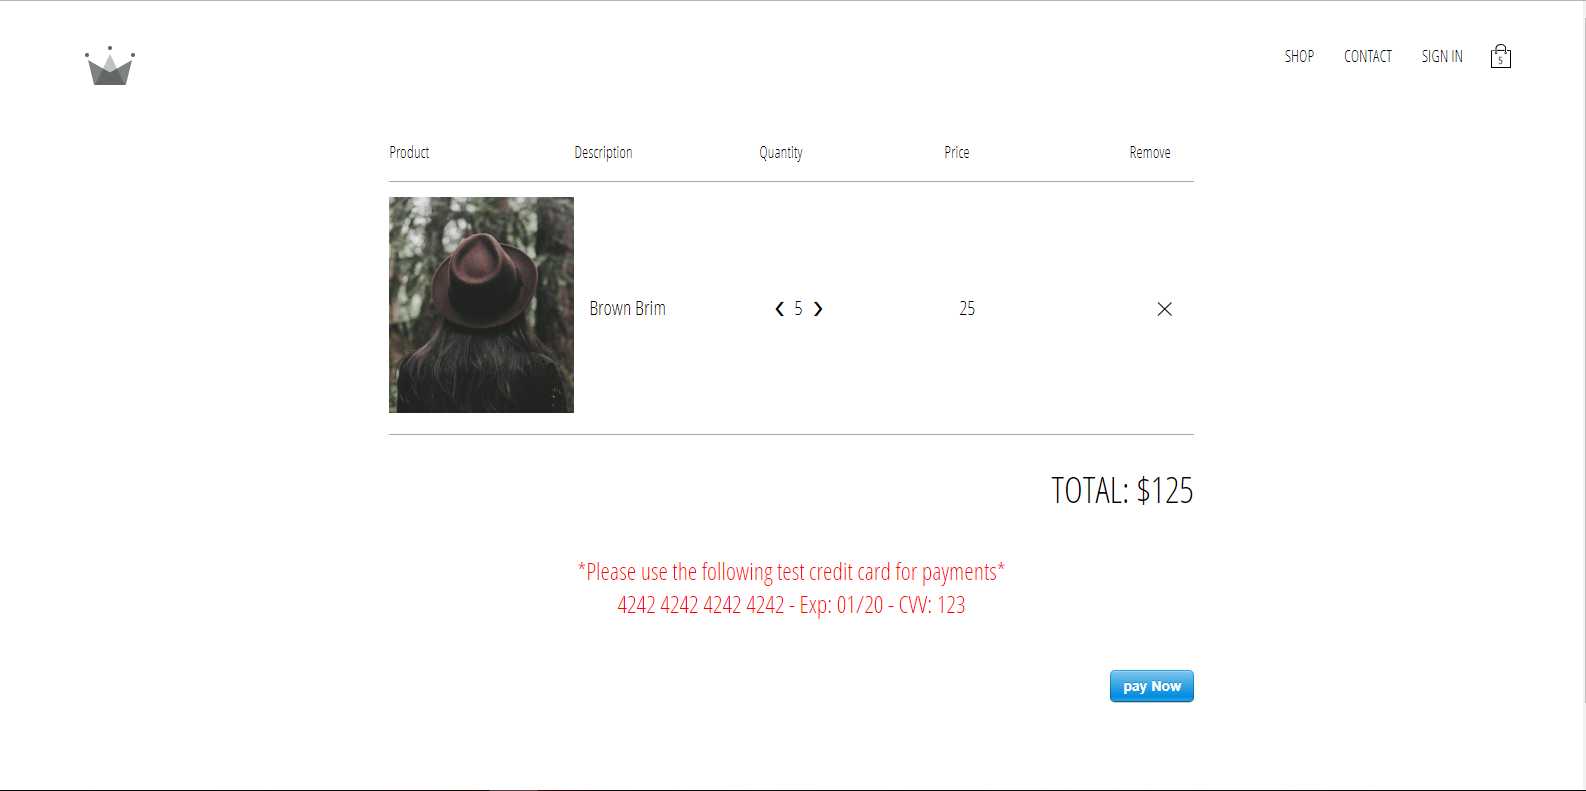 SHOP CONTACT SIGN IN 5
Product Description Quantity Price Remove
Brown Brim ❮ 5 ❯ 25
TOTAL: $125
*Please use the following test credit card for payments*
4242 4242 4242 4242 - Exp: 01/20 - CVV: 123
pay Now